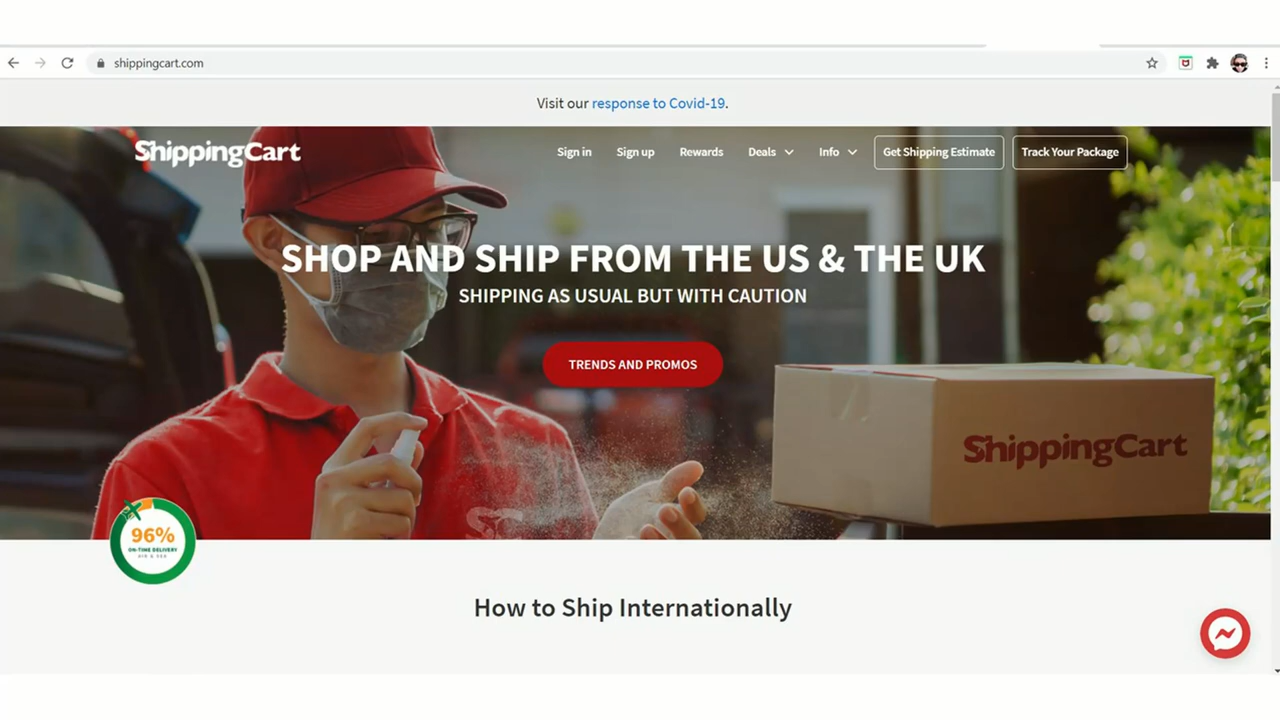 shippingcart.com
Visit our response to Covid-19.
ShippingCart
Sign in
Sign up
Rewards
Deals
Info
Get Shipping Estimate
Track Your Package
SHOP AND SHIP FROM THE US & THE UK
SHIPPING AS USUAL BUT WITH CAUTION
TRENDS AND PROMOS
ShippingCart
96%
ON-TIME DELIVERY
AIR & SEA
How to Ship Internationally